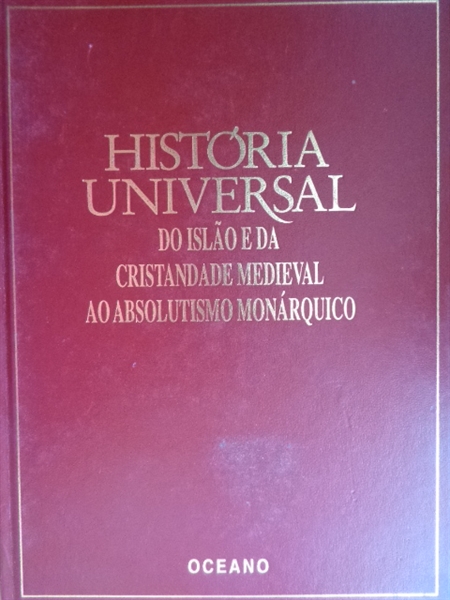 HISTÓRIA
UNIVERSAL
DO ISLÃO E DA
CRISTANDADE MEDIEVAL
AO ABSOLUTISMO MONÁRQUICO
OCEANO